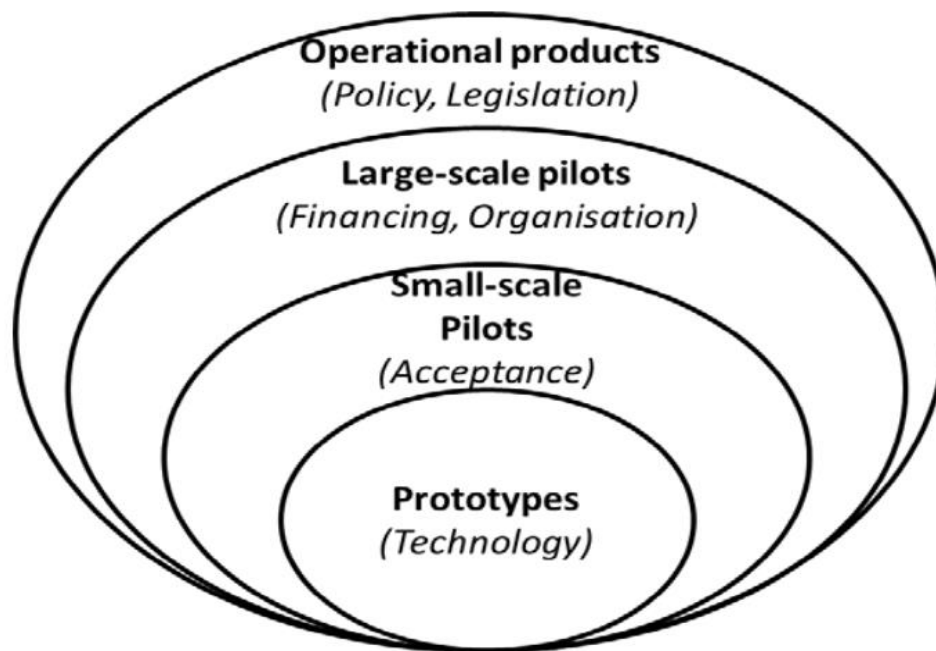 Operational products
(Policy, Legislation)
Large-scale pilots
(Financing, Organisation)
Small-scale
Pilots
(Acceptance)
Prototypes
(Technology)